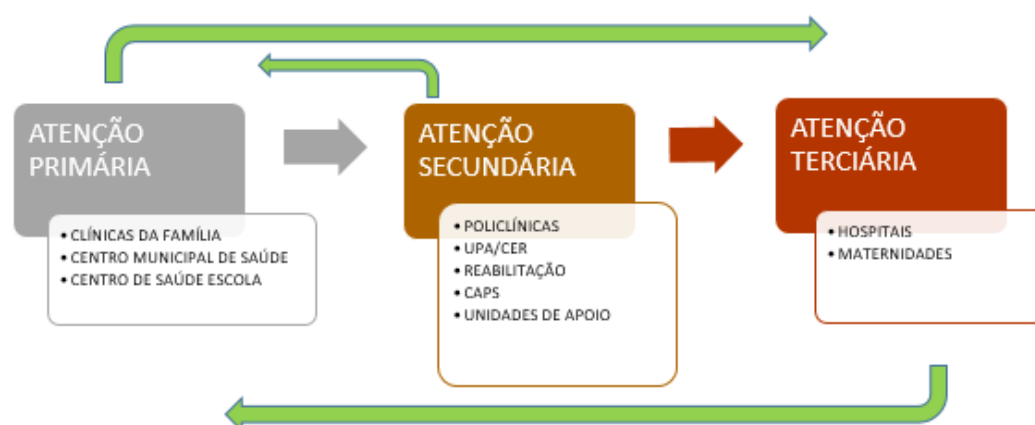 ATENÇÃO
PRIMÁRIA
• CLÍNICAS DA FAMÍLIA
• CENTRO MUNICIPAL DE SAÚDE
• CENTRO DE SAÚDE ESCOLA
ATENÇÃO
SECUNDÁRIA
• POLICLÍNICAS
• UPA/CER
• REABILITAÇÃO
• CAPS
• UNIDADES DE APOIO
ATENÇÃO
TERCIÁRIA
• HOSPITAIS
• MATERNIDADES